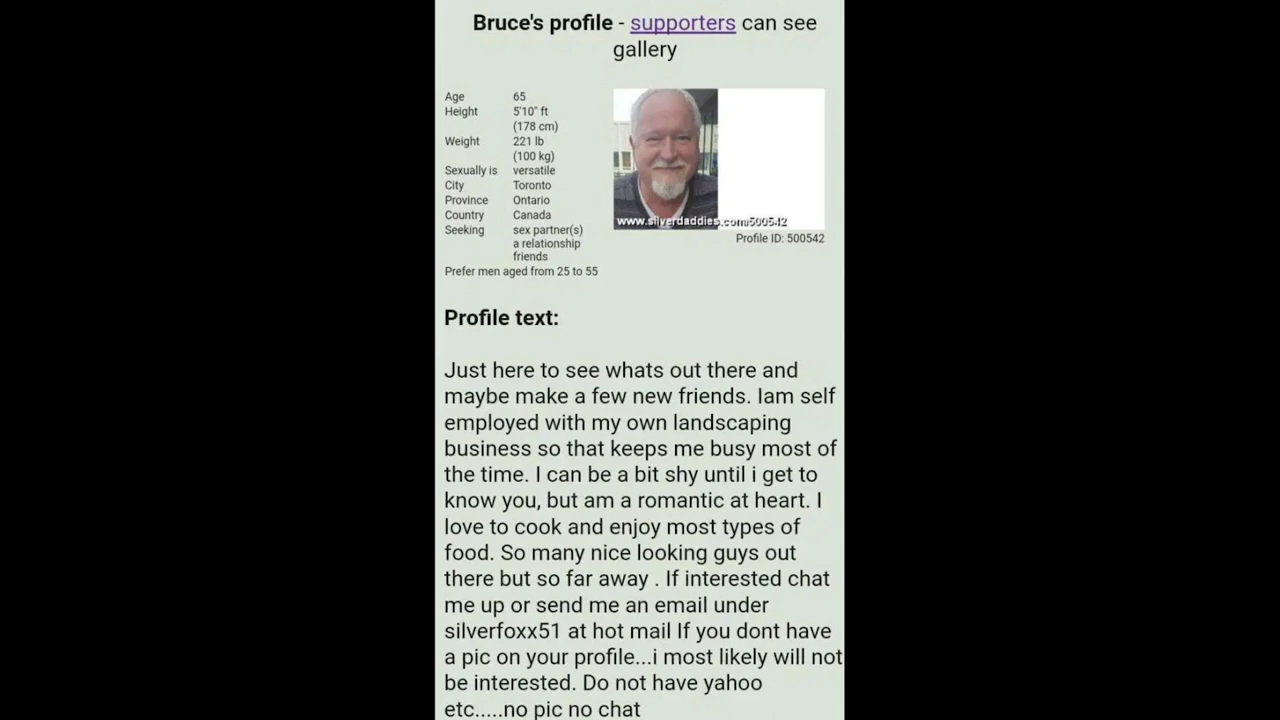 Bruce's profile - supporters can see
gallery
Age 65
Height 5'10" ft
(178 cm)
Weight 221 lb
(100 kg)
Sexually is versatile
City Toronto
Province Ontario
Country Canada
Seeking sex partner(s)
a relationship
friends
Prefer men aged from 25 to 55
www.silverdaddies.com/500542
Profile ID: 500542
Profile text:
Just here to see whats out there and
maybe make a few new friends. Iam self
employed with my own landscaping
business so that keeps me busy most of
the time. I can be a bit shy until i get to
know you, but am a romantic at heart. I
love to cook and enjoy most types of
food. So many nice looking guys out
there but so far away . If interested chat
me up or send me an email under
silverfoxx51 at hot mail If you dont have
a pic on your profile...i most likely will not
be interested. Do not have yahoo
etc.....no pic no chat